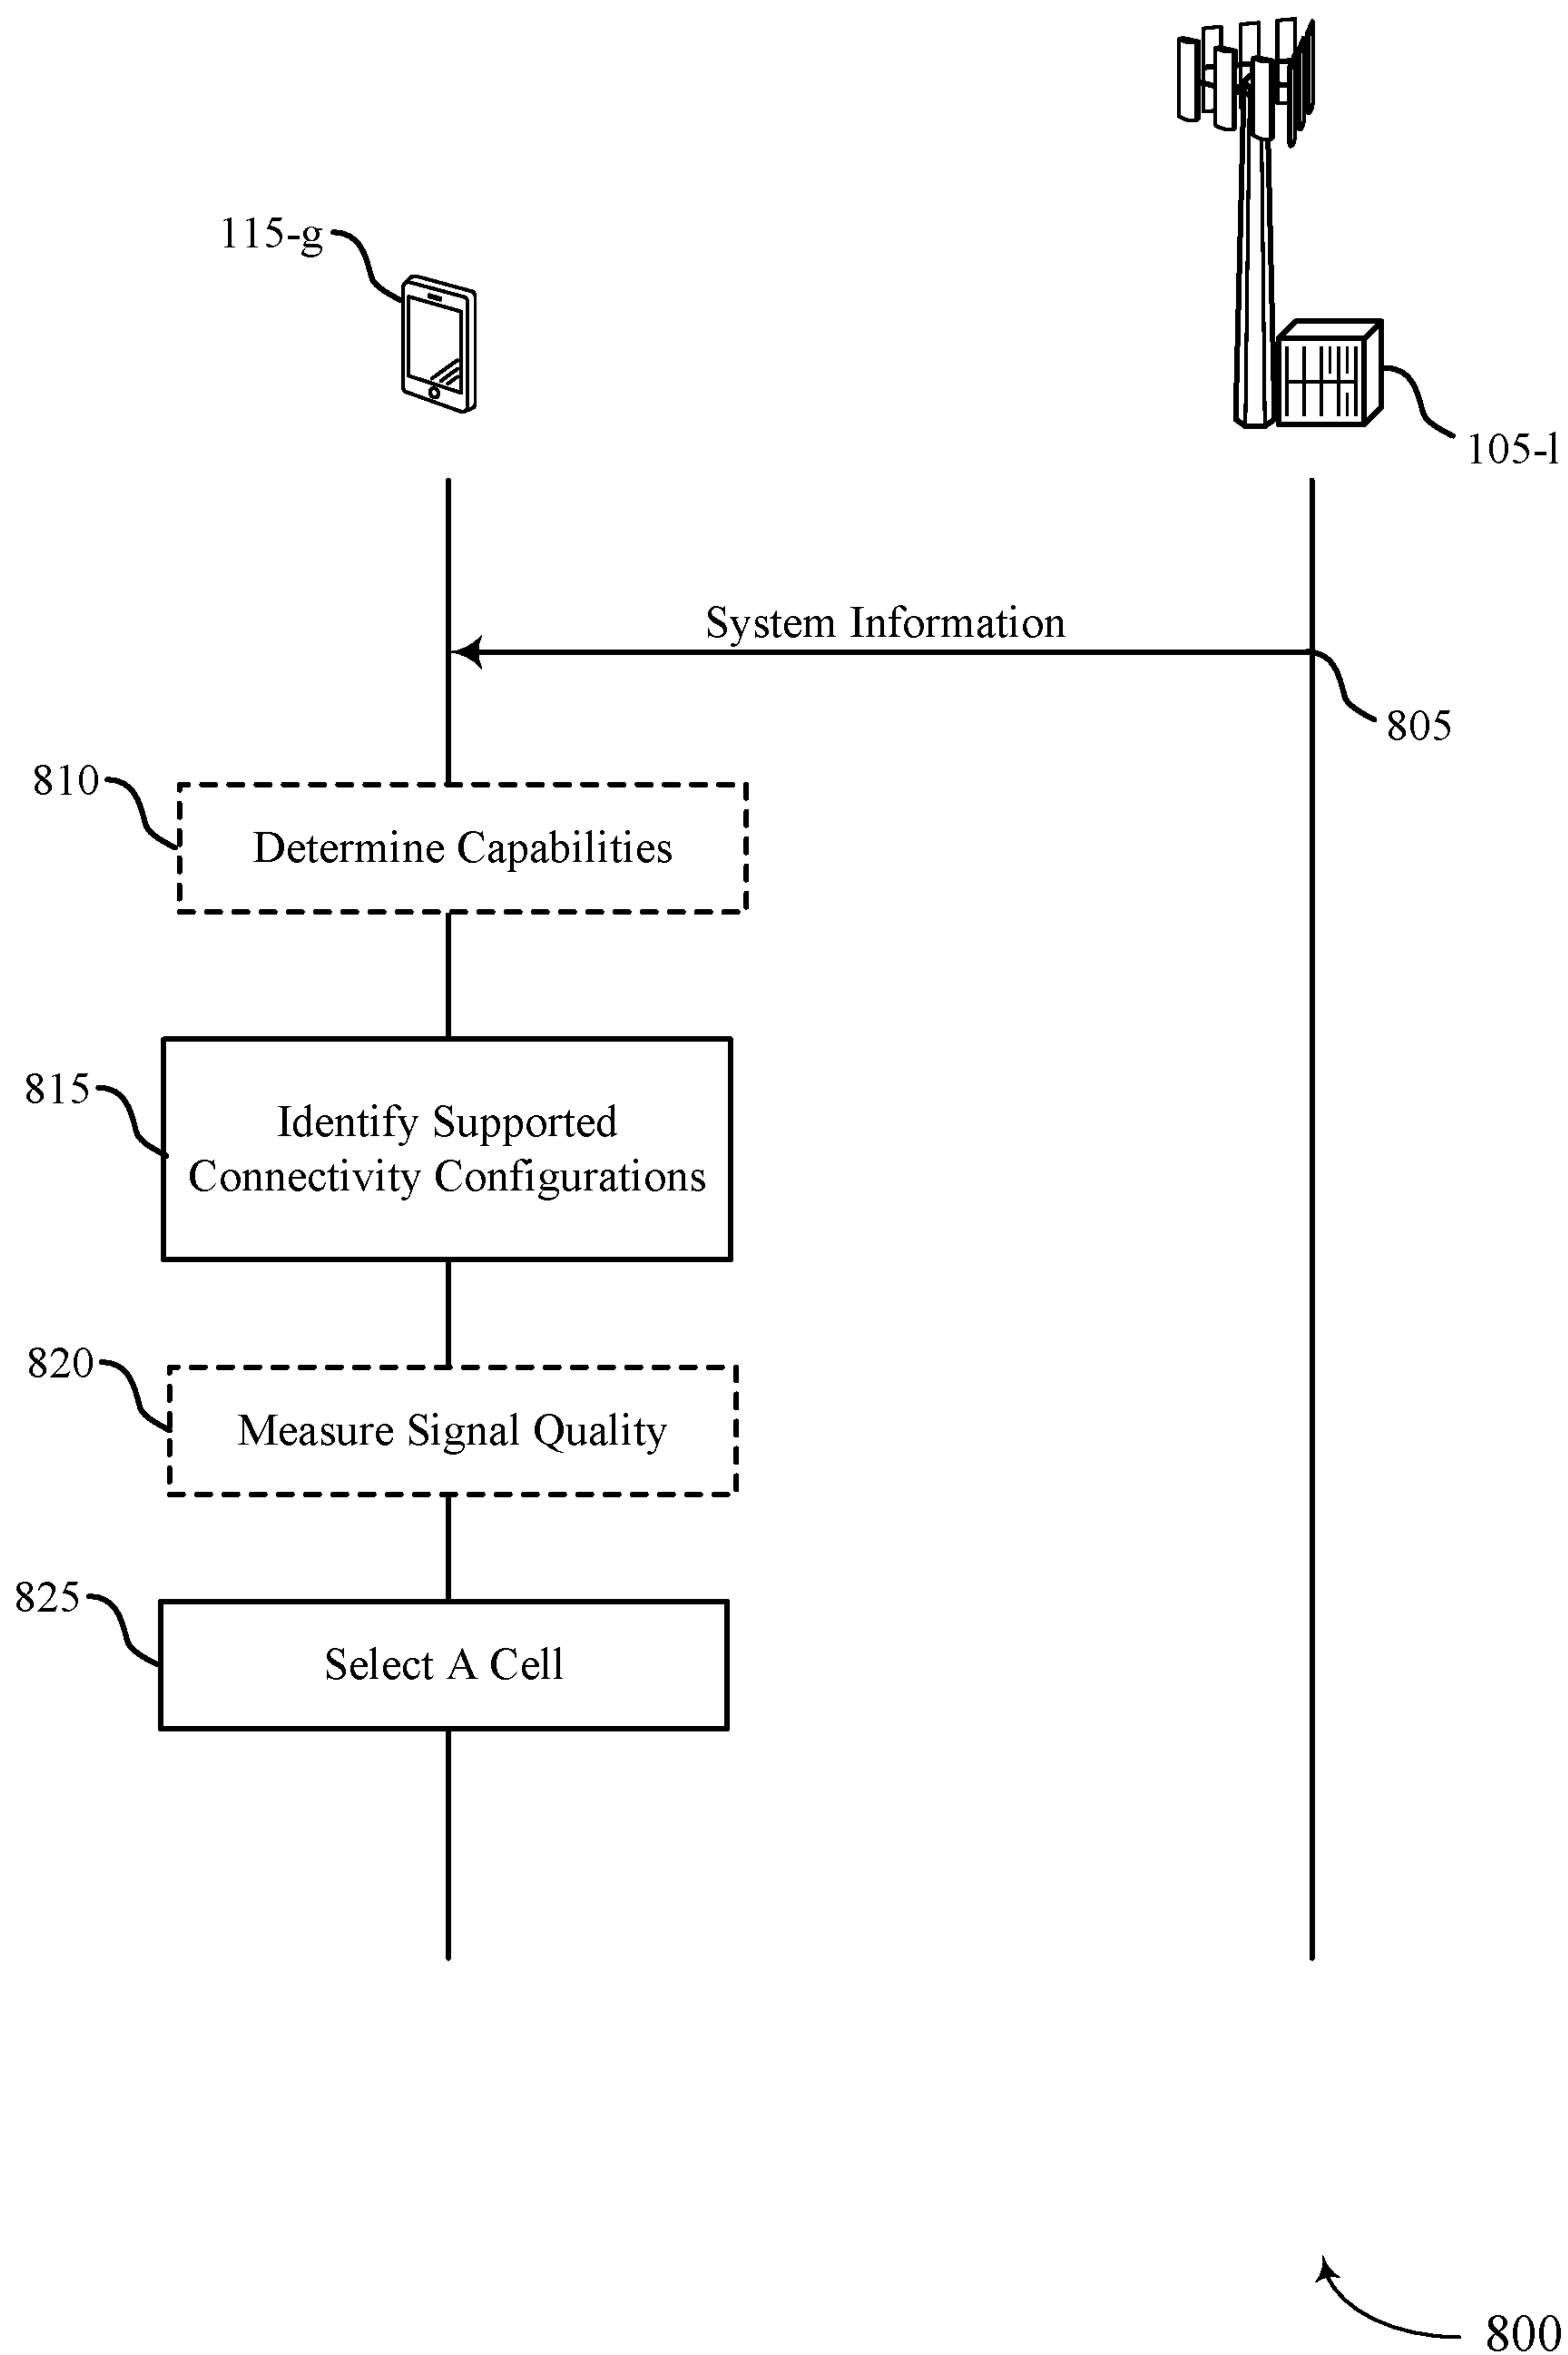 115-g
105-l
System Information
805
810
Determine Capabilities
815
Identify Supported
Connectivity Configurations
820
Measure Signal Quality
825
Select A Cell
800